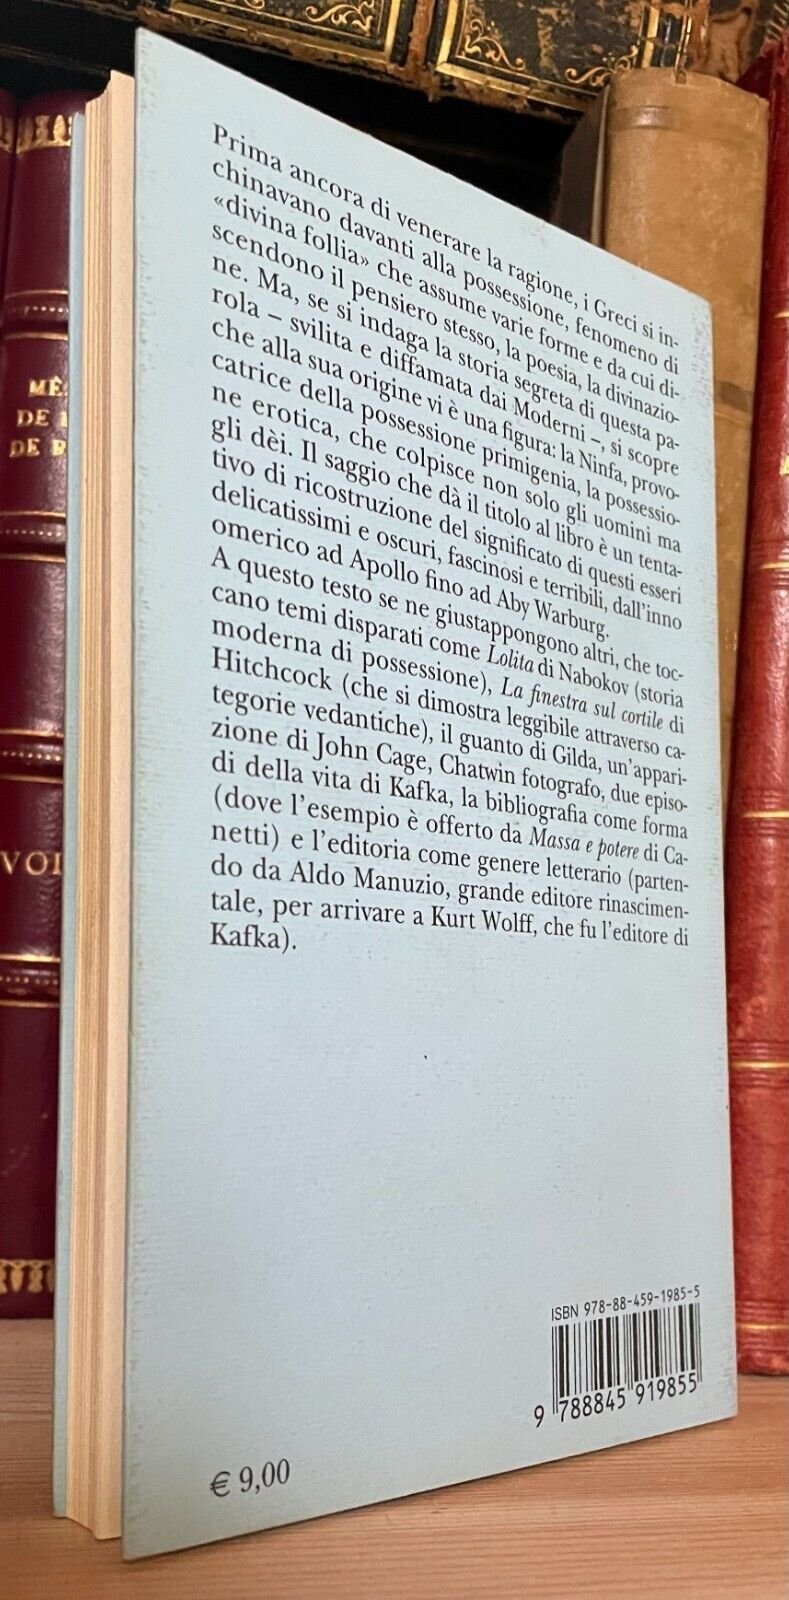 Prima ancora di venerare la ragione, i Greci si in-
chinavano davanti alla possessione, fenomeno di
«divina follia» che assume varie forme e da cui di-
scendono il pensiero stesso, la poesia, la divinazio-
ne. Ma, se si indaga la storia segreta di questa pa-
rola – svilita e diffamata dai Moderni –, si scopre
che alla sua origine vi è una figura: la Ninfa, provo-
catrice della possessione primigenia, la possessio-
ne erotica, che colpisce non solo gli uomini ma
gli dèi. Il saggio che dà il titolo al libro è un tenta-
tivo di ricostruzione del significato di questi esseri
delicatissimi e oscuri, fascinosi e terribili, dall'inno
omerico ad Apollo fino ad Aby Warburg.
A questo testo se ne giustappongono altri, che toc-
cano temi disparati come Lolita di Nabokov (storia
moderna di possessione), La finestra sul cortile di
Hitchcock (che si dimostra leggibile attraverso ca-
tegorie vedantiche), il guanto di Gilda, un'appari-
zione di John Cage, Chatwin fotografo, due episo-
di della vita di Kafka, la bibliografia come forma
(dove l'esempio è offerto da Massa e potere di Ca-
netti) e l'editoria come genere letterario (parten-
do da Aldo Manuzio, grande editore rinascimen-
tale, per arrivare a Kurt Wolff, che fu l'editore di
Kafka).
ISBN 978-88-459-1985-5
9 788845 919855
€ 9,00
DE
DE R
VOL